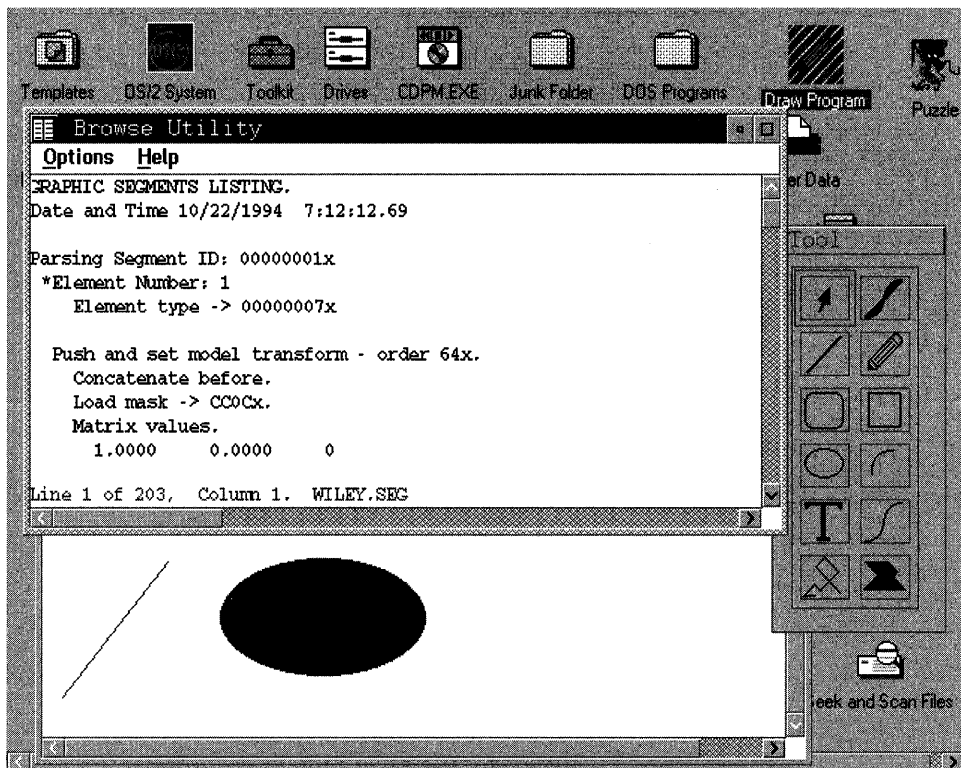 Templates OS/2 System Toolkit Drives CDPM.EXE Junk Folder DOS Programs Draw Program Puzzle
Browse Utility
Options Help
er Data
GRAPHIC SEGMENTS LISTING.
Date and Time 10/22/1994 7:12:12.69
Tool
Parsing Segment ID: 00000001x
*Element Number: 1
Element type -> 00000007x
Push and set model transform - order 64x.
Concatenate before.
Load mask -> CC0Cx.
Matrix values.
1.0000 0.0000 0
Line 1 of 203, Column 1. WILEY.SEG
T
eek and Scan Files